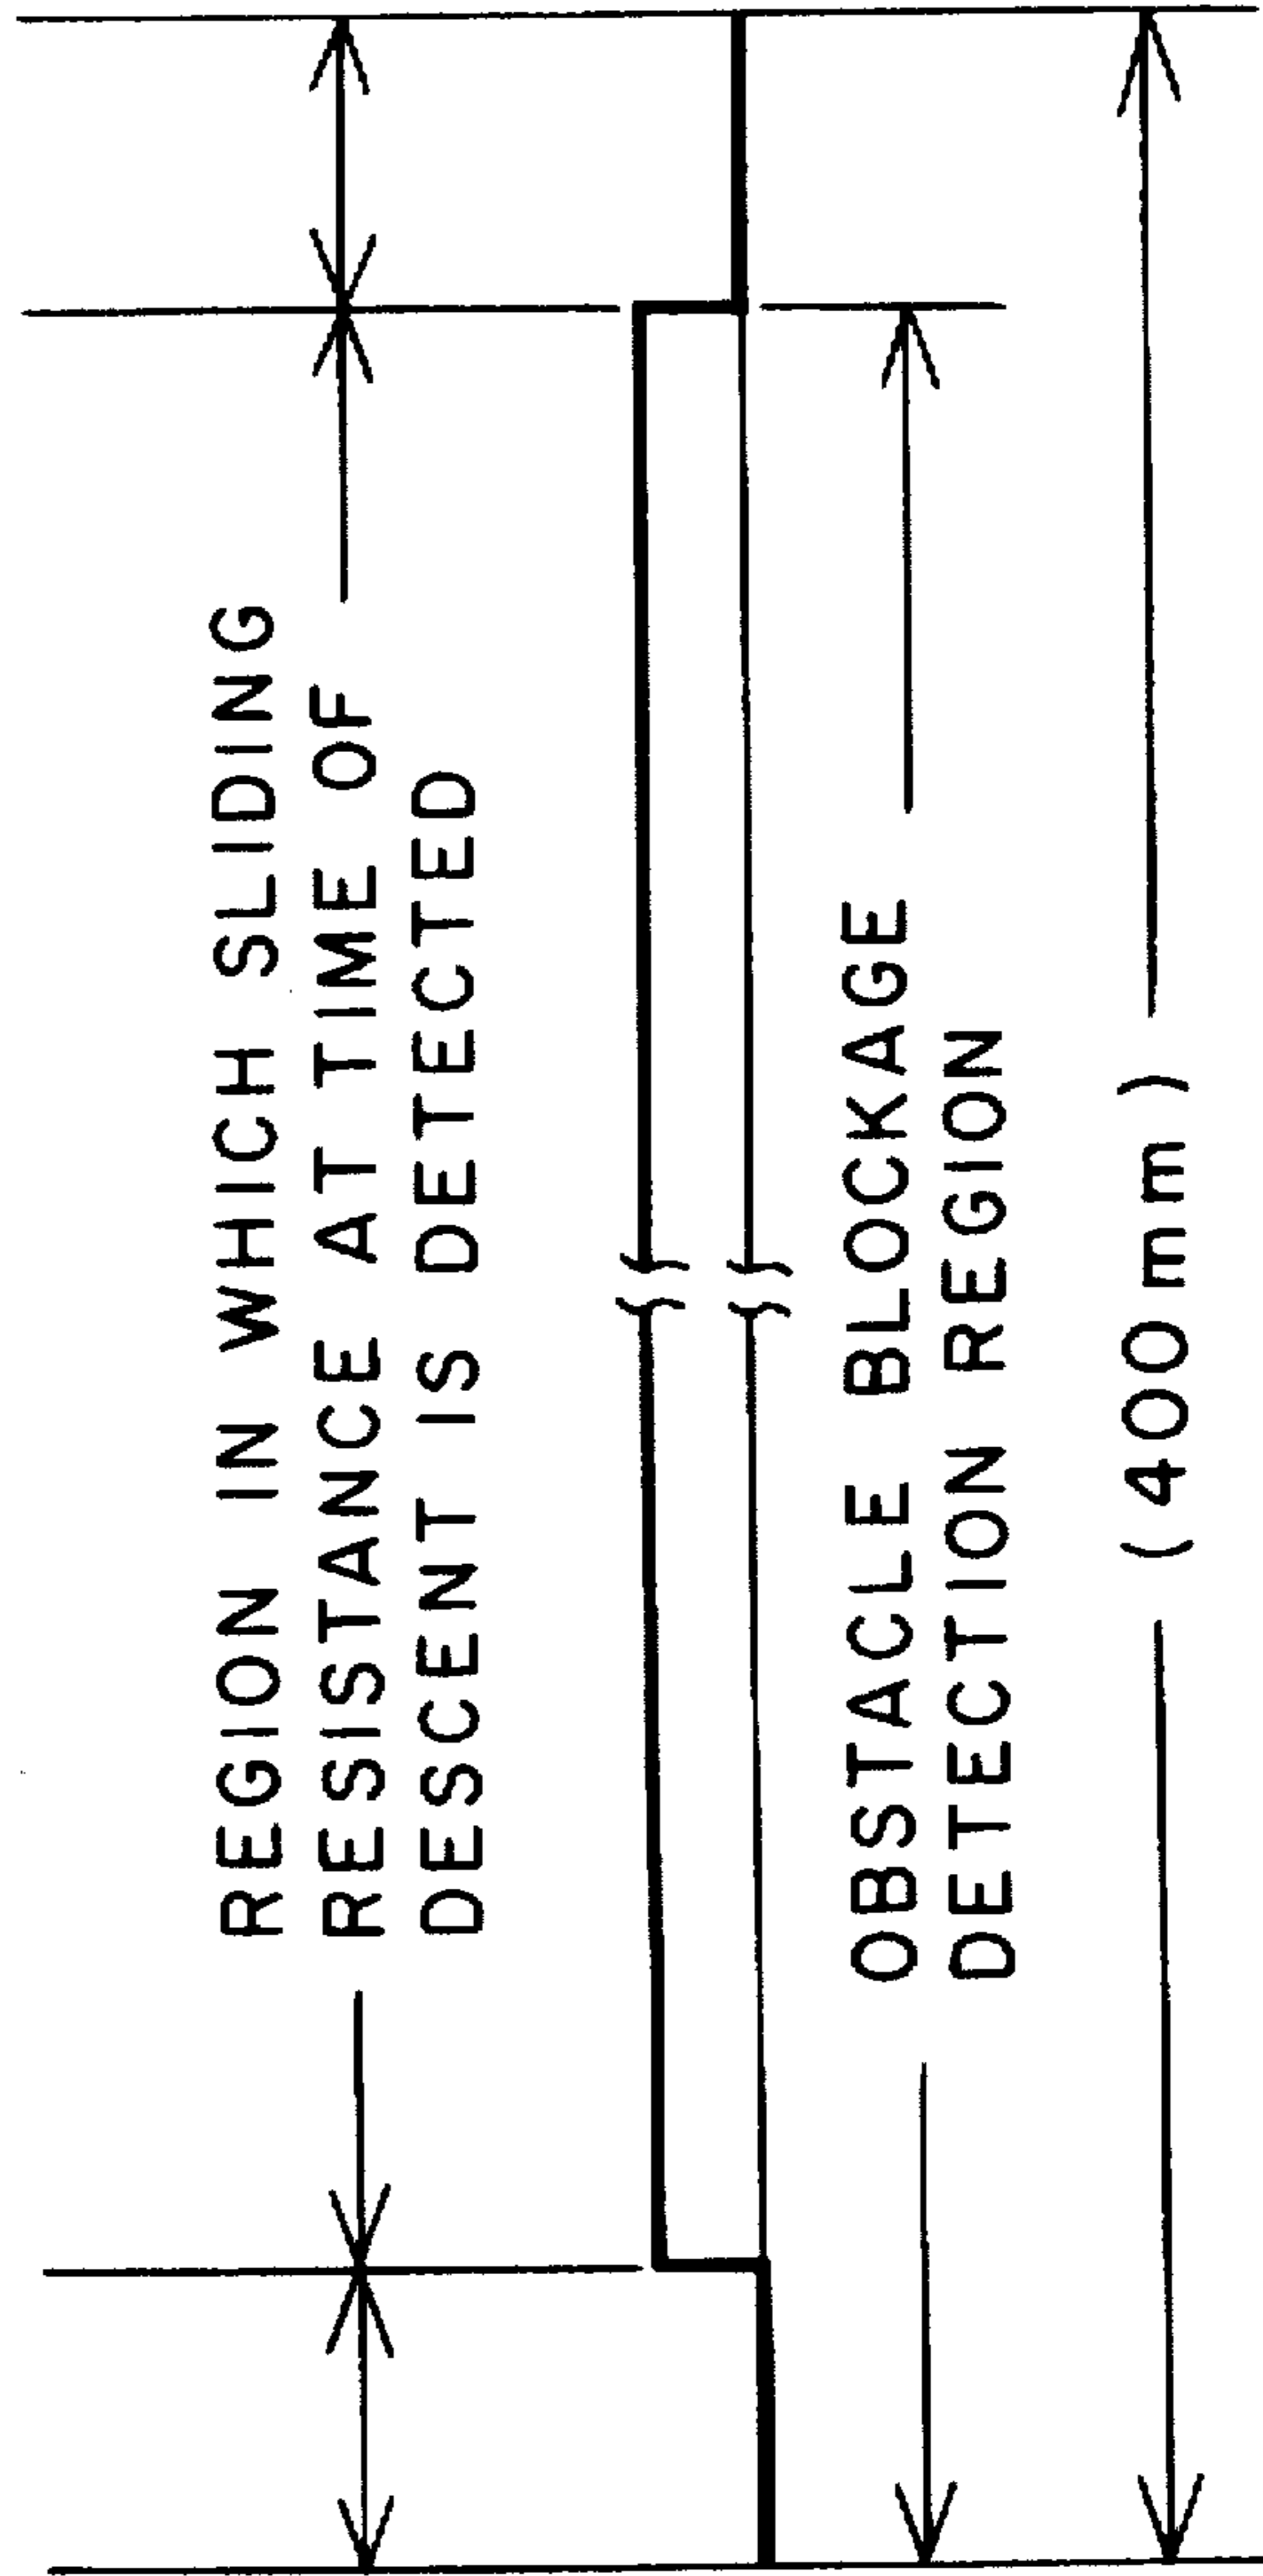 REGION IN WHICH SLIDING
RESISTANCE AT TIME OF
DESCENT IS DETECTED
OBSTACLE BLOCKAGE
DETECTION REGION
(400mm)